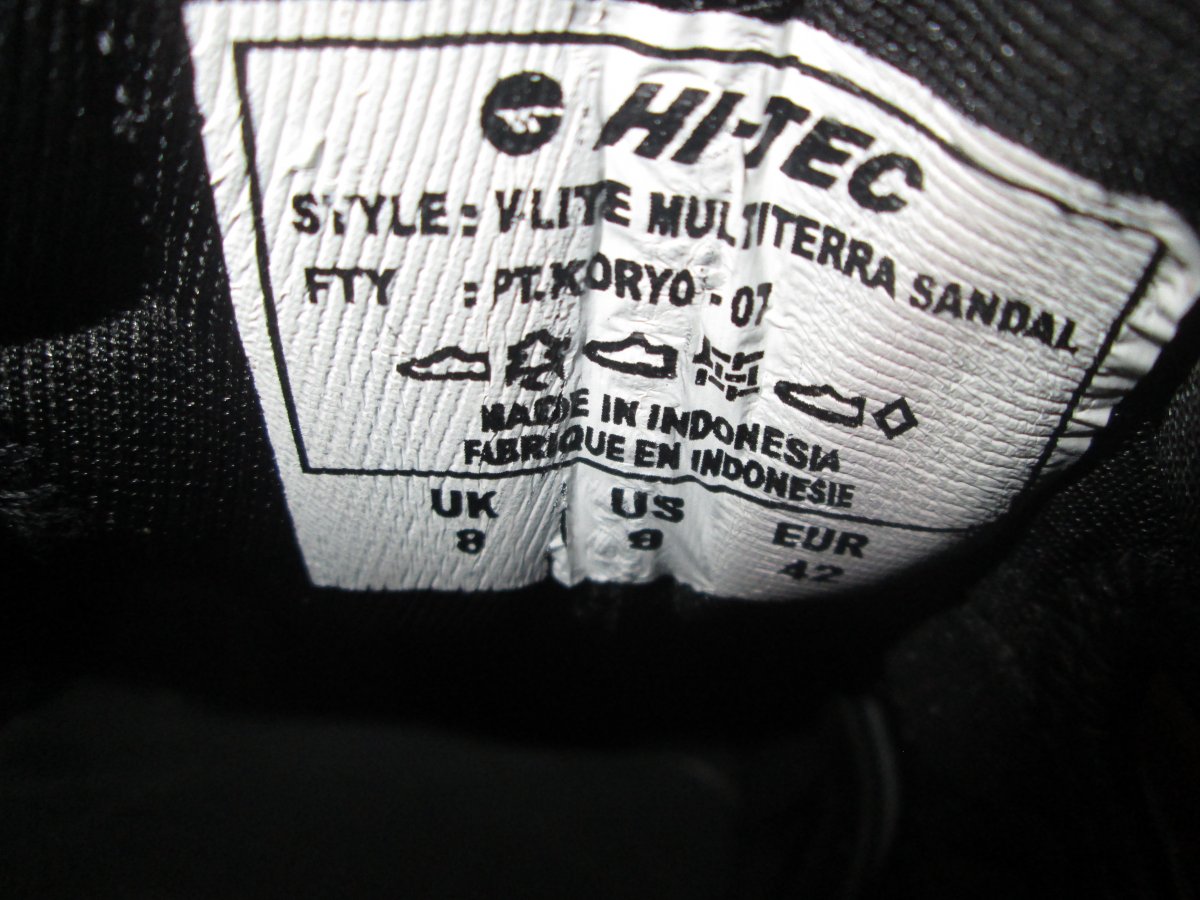 HI-TEC
STYLE : V-LITE MULTITERRA SANDAL
FTY : PT.KORYO - 07
MADE IN INDONESIA
FABRIQUE EN INDONESIE
UK US EUR
8 9 42